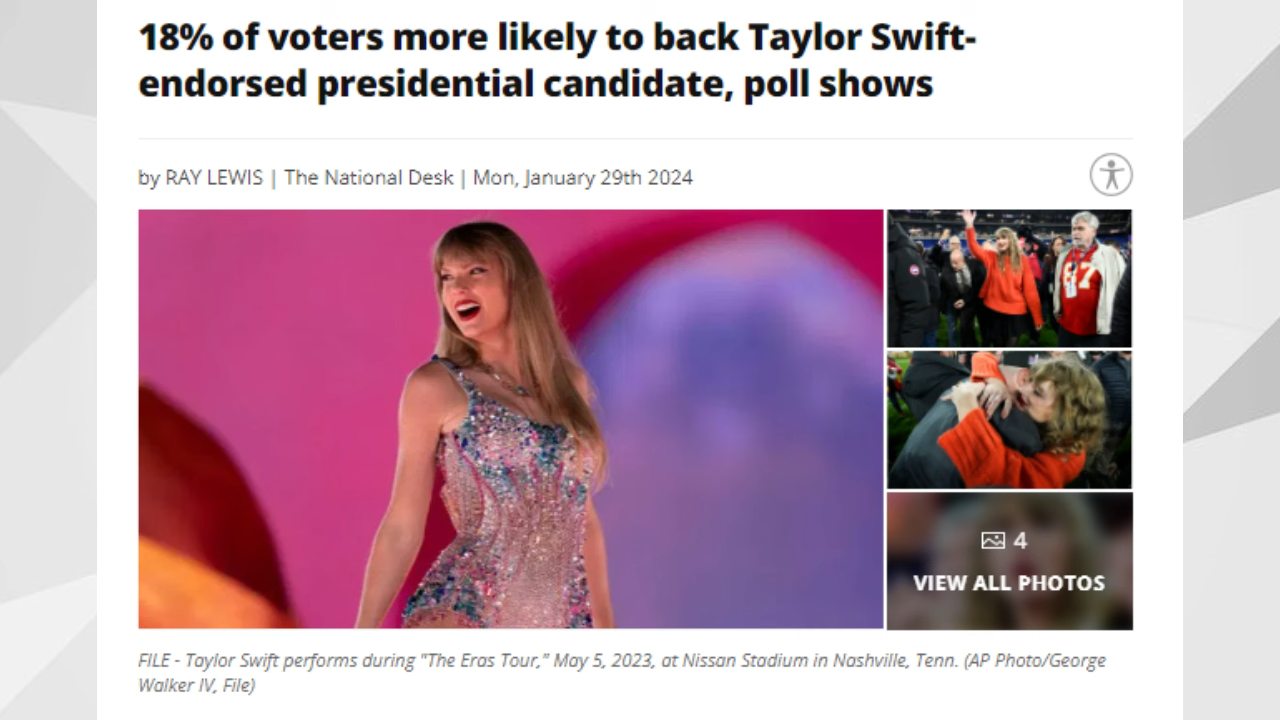 18% of voters more likely to back Taylor Swift-
endorsed presidential candidate, poll shows
by RAY LEWIS | The National Desk | Mon, January 29th 2024
87
4
VIEW ALL PHOTOS
FILE - Taylor Swift performs during "The Eras Tour," May 5, 2023, at Nissan Stadium in Nashville, Tenn. (AP Photo/George
Walker IV, File)